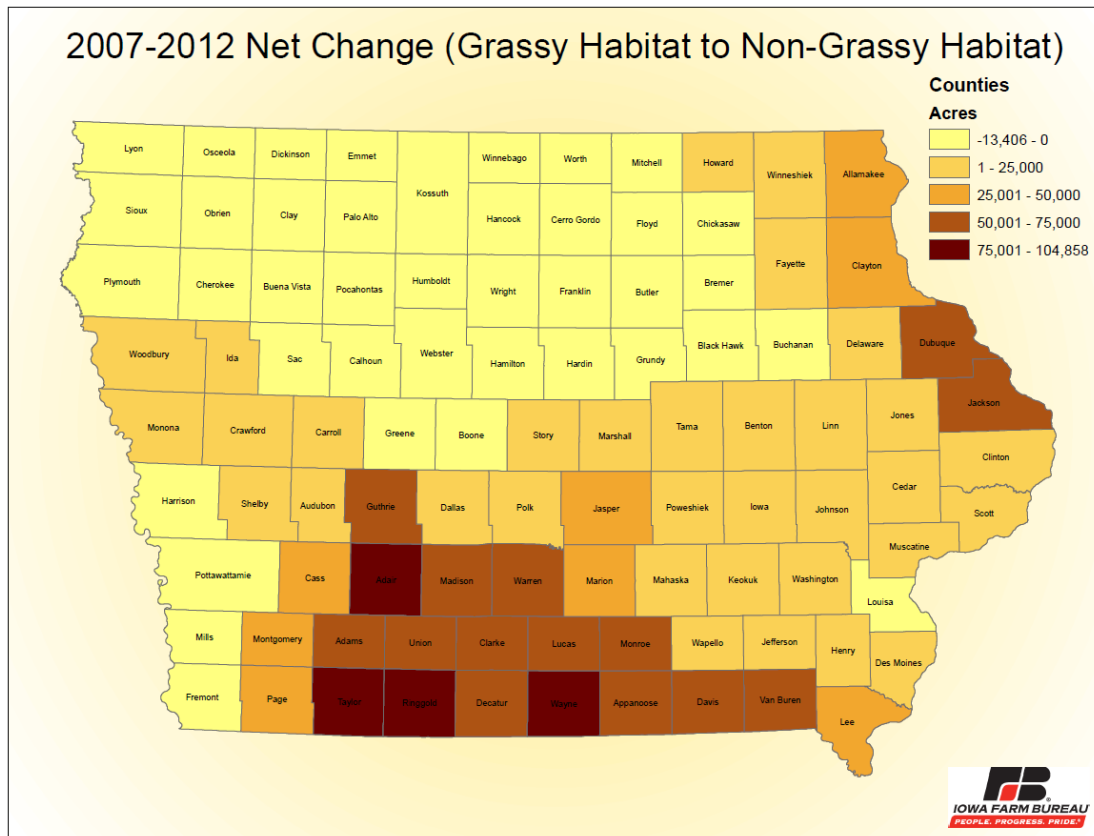 2007-2012 Net Change (Grassy Habitat to Non-Grassy Habitat)
Counties
Acres
-13,406 - 0
1 - 25,000
25,001 - 50,000
50,001 - 75,000
75,001 - 104,858
Lyon
Osceola
Dickinson
Emmet
Winnebago
Worth
Mitchell
Howard
Winneshiek
Allamakee
Kossuth
Sioux
Obrien
Clay
Palo Alto
Hancock
Cerro Gordo
Floyd
Chickasaw
Fayette
Clayton
Plymouth
Cherokee
Buena Vista
Pocahontas
Humboldt
Wright
Franklin
Butler
Bremer
Woodbury
Ida
Sac
Calhoun
Webster
Hamilton
Hardin
Grundy
Black Hawk
Buchanan
Delaware
Dubuque
Jackson
Monona
Crawford
Carroll
Greene
Boone
Story
Marshall
Tama
Benton
Linn
Jones
Clinton
Harrison
Shelby
Audubon
Guthrie
Dallas
Polk
Jasper
Poweshiek
Iowa
Johnson
Cedar
Scott
Muscatine
Pottawattamie
Cass
Adair
Madison
Warren
Marion
Mahaska
Keokuk
Washington
Louisa
Mills
Montgomery
Adams
Union
Clarke
Lucas
Monroe
Wapello
Jefferson
Henry
Des Moines
Fremont
Page
Taylor
Ringgold
Decatur
Wayne
Appanoose
Davis
Van Buren
Lee
FB®
IOWA FARM BUREAU
PEOPLE. PROGRESS. PRIDE.®